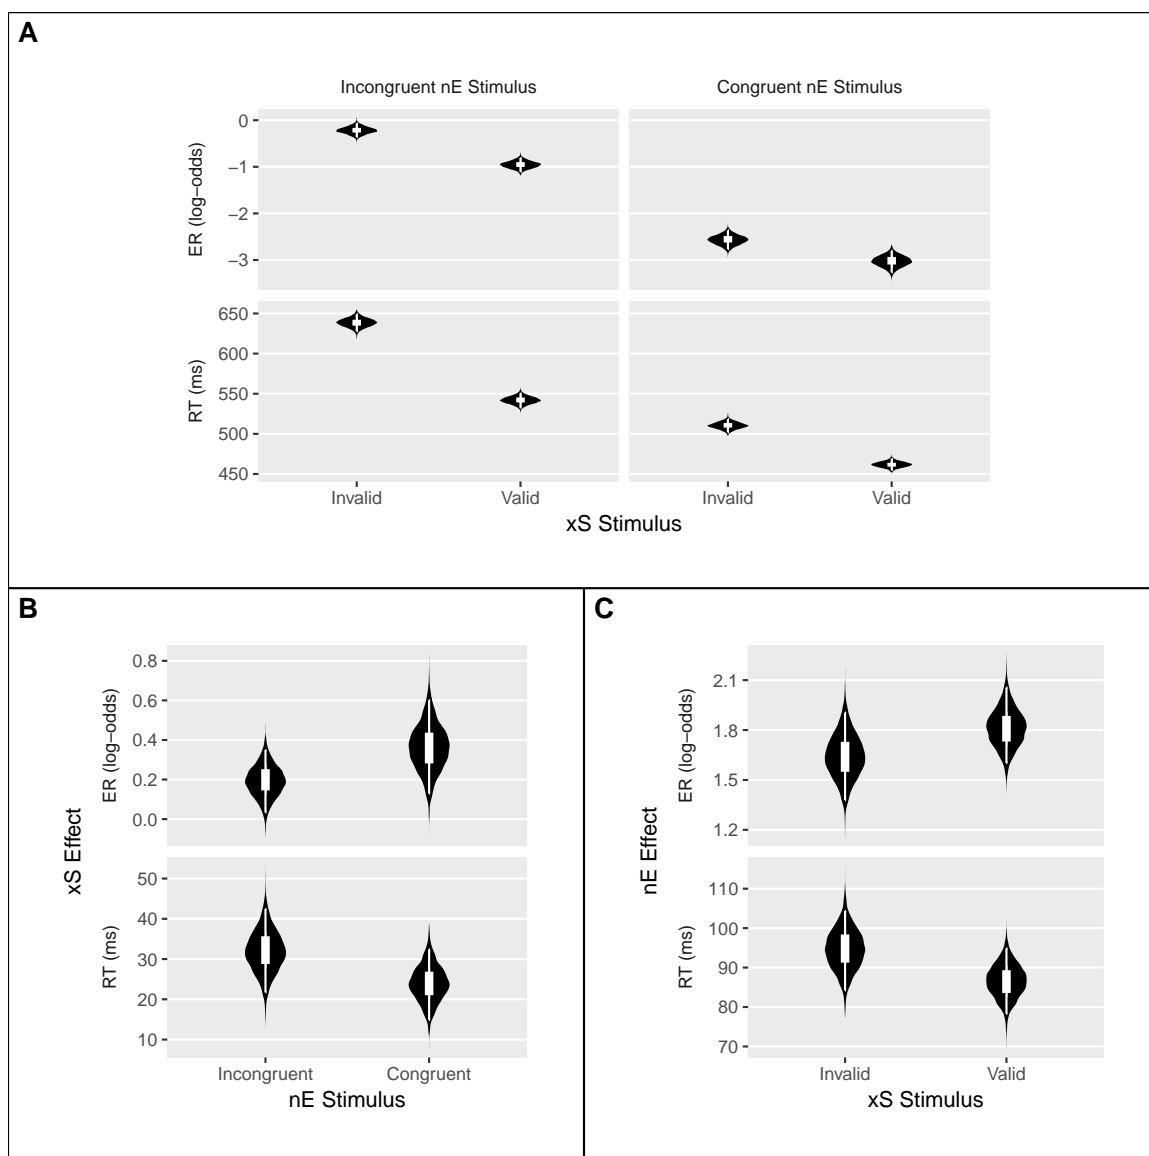 A
Incongruent nE Stimulus
Congruent nE Stimulus
ER (log−odds)
0
−1
−2
−3
RT (ms)
650
600
550
500
450
Invalid
Valid
Invalid
Valid
xS Stimulus
B
xS Effect
ER (log−odds)
0.8
0.6
0.4
0.2
0.0
RT (ms)
50
40
30
20
10
Incongruent
Congruent
nE Stimulus
C
nE Effect
ER (log−odds)
2.1
1.8
1.5
1.2
RT (ms)
110
100
90
80
70
Invalid
Valid
xS Stimulus